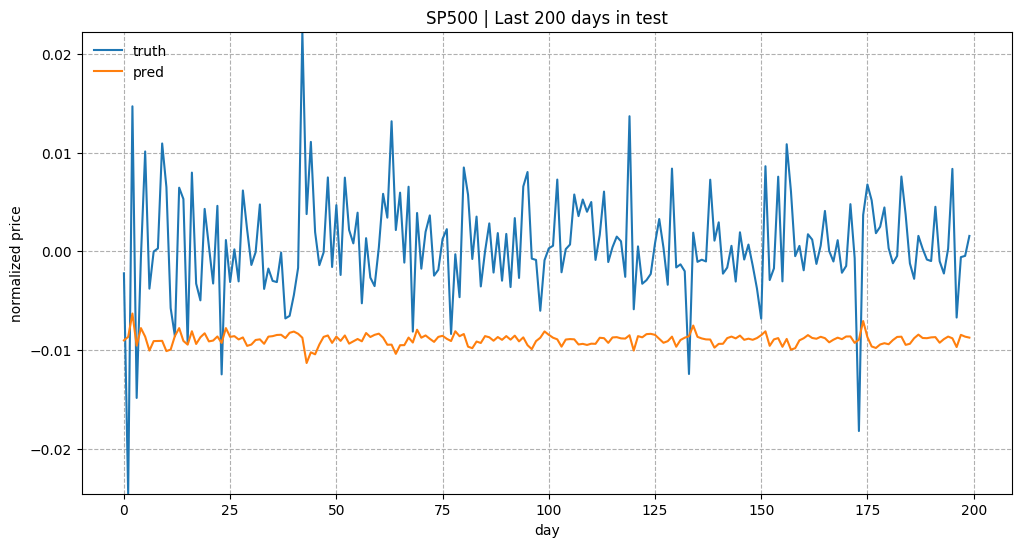 SP500 | Last 200 days in test
truth
pred
0.02
0.01
0.00
−0.01
−0.02
normalized price
0 25 50 75 100 125 150 175 200
day